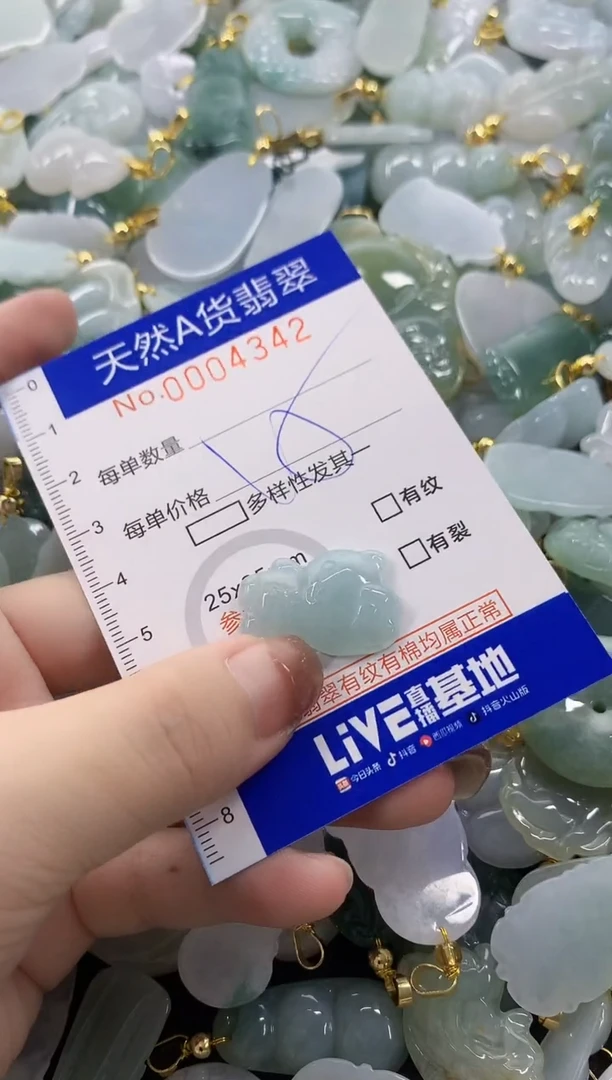 天然A货翡翠
No.0004342
0
1
2
3
4
5
8
每单数量
每单价格
18
多样性发其
有纹
有裂
25x
参
翡翠有纹有棉均属正常
LiVE直播基地
今日头条 抖音 西瓜视频 抖音火山版